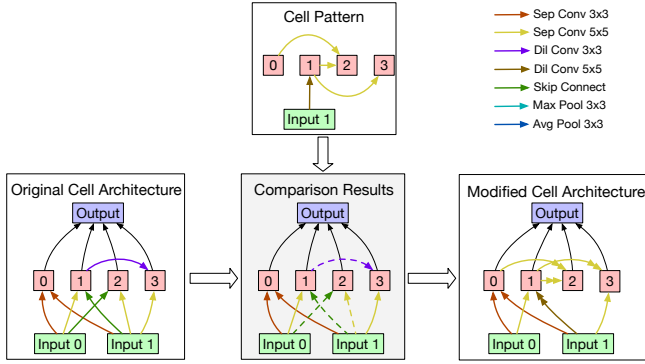 Cell Pattern
0 1 2 3
Input 1
Sep Conv 3x3
Sep Conv 5x5
Dil Conv 3x3
Dil Conv 5x5
Skip Connect
Max Pool 3x3
Avg Pool 3x3
Original Cell Architecture
Output
0 1 2 3
Input 0 Input 1
Comparison Results
Output
0 1 2 3
Input 0 Input 1
Modified Cell Architecture
Output
0 1 2 3
Input 0 Input 1